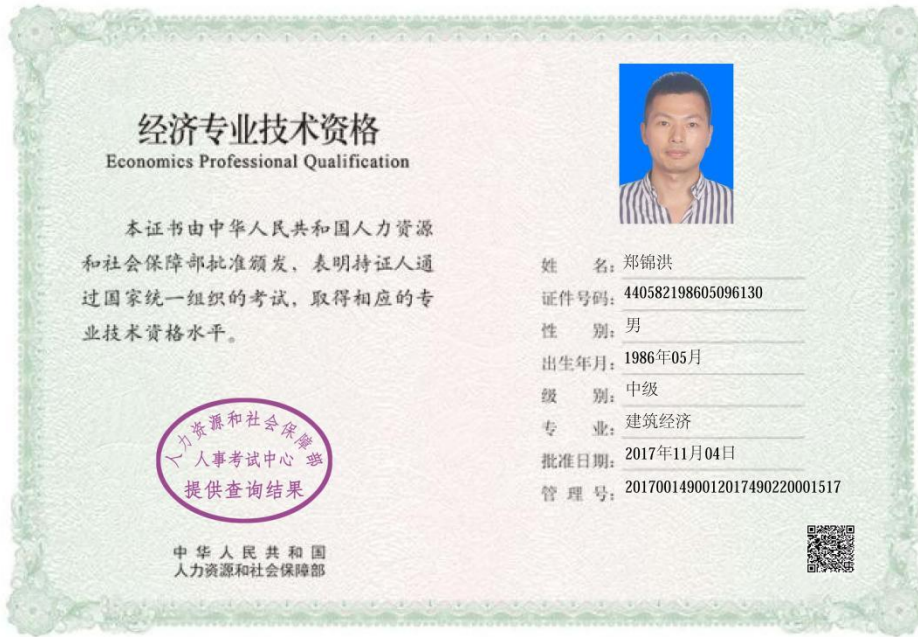 经济专业技术资格
Economics Professional Qualification
本证书由中华人民共和国人力资源
和社会保障部批准颁发，表明持证人通
过国家统一组织的考试，取得相应的专
业技术资格水平。
人力资源和社会保障部
人事考试中心
提供查询结果
中华人民共和国
人力资源和社会保障部
姓 名：郑锦洪
证件号码：440582198605096130
性 别：男
出生年月：1986年05月
级 别：中级
专 业：建筑经济
批准日期：2017年11月04日
管 理 号：2017001490012017490220001517